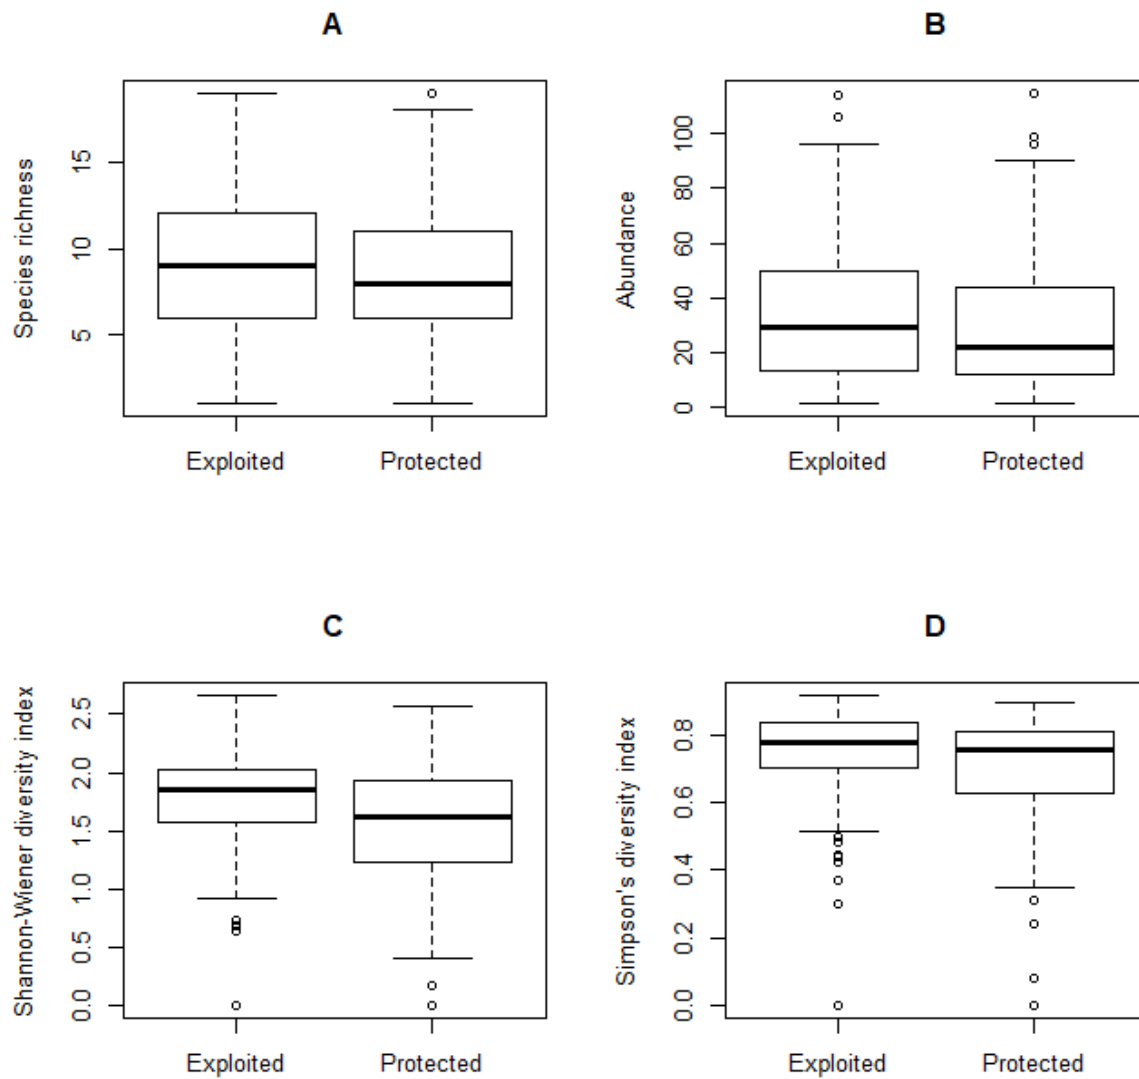 A
Species richness
15
10
5
Exploited
Protected
B
Abundance
100
80
60
40
20
0
Exploited
Protected
C
Shannon-Wiener diversity index
2.5
2.0
1.5
1.0
0.5
0.0
Exploited
Protected
D
Simpson's diversity index
0.8
0.6
0.4
0.2
0.0
Exploited
Protected